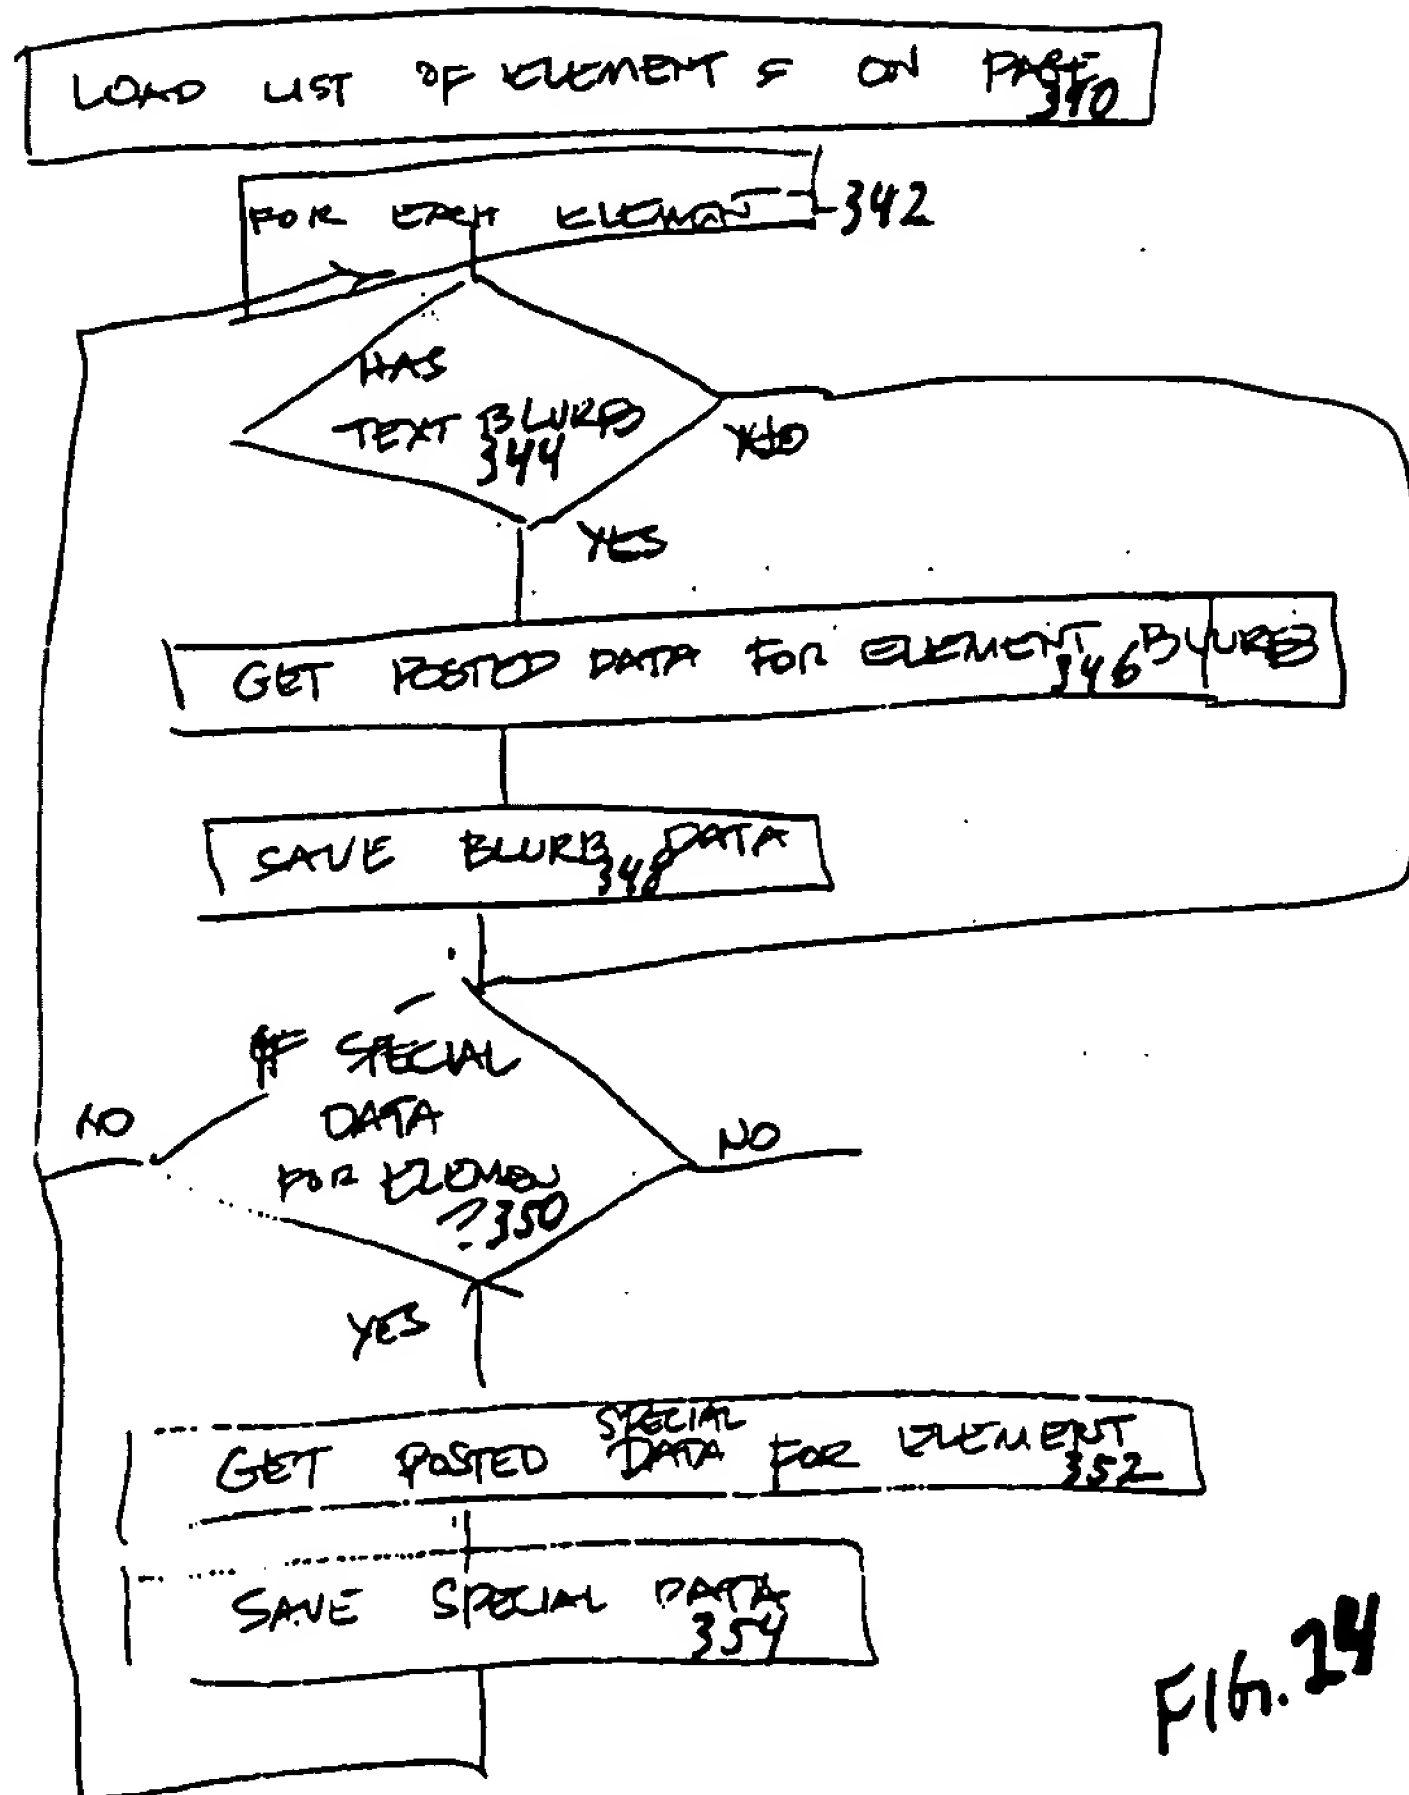 LOAD LIST OF ELEMENTS ON PAGE
340
FOR EACH ELEMENT 342
HAS
TEXT BLURB
344
NO
YES
GET POSTED DATA FOR ELEMENT BLURB
346
SAVE BLURB DATA
348
IF SPECIAL
DATA
FOR ELEMEN
? 350
NO
NO
YES
SPECIAL
GET POSTED DATA FOR ELEMENT
352
SAVE SPECIAL DATA
354
FIG. 24